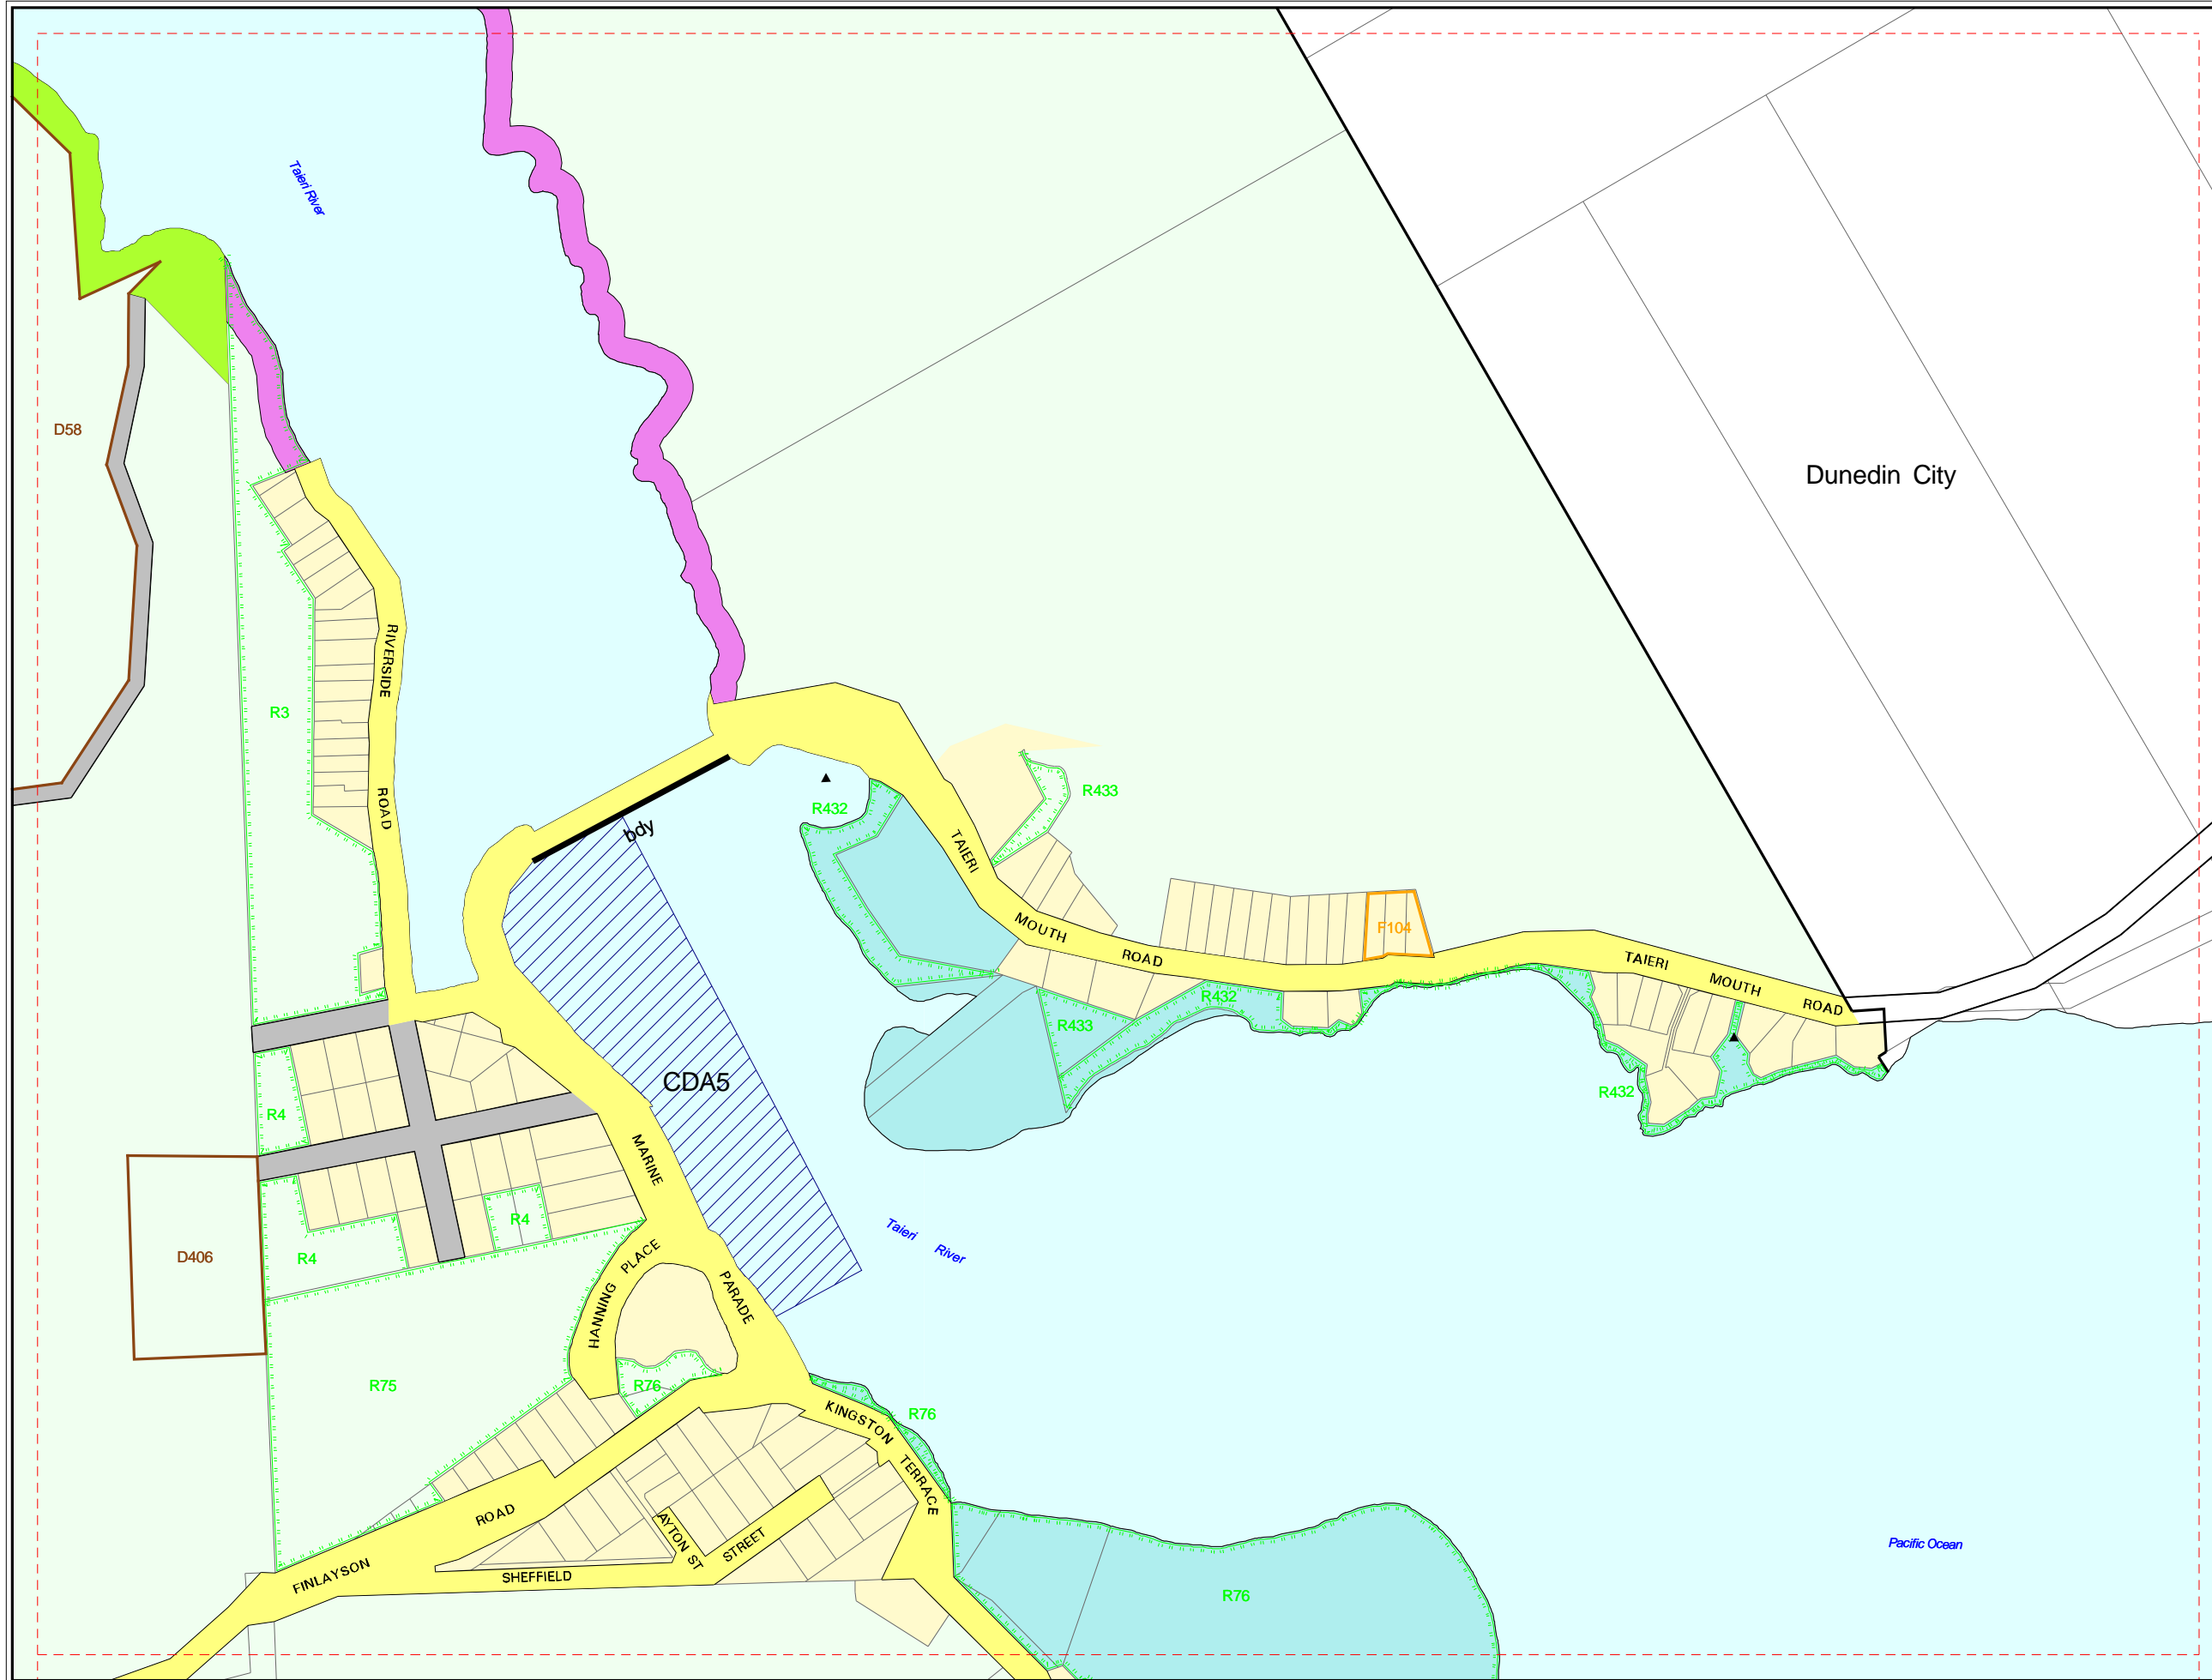 Taieri River
D58
Dunedin City
RIVERSIDE
R3
ROAD
R433
R432
bdy
TAIERI
F104
MOUTH
ROAD
TAIERI
MOUTH
ROAD
R432
R433
CDA5
R432
R4
MARINE
R4
Taieri River
D406
R4
HANNING PLACE
PARADE
R75
R76
R76
KINGSTON
TERRACE
ROAD
AYTON ST
STREET
Pacific Ocean
FINLAYSON
SHEFFIELD
R76